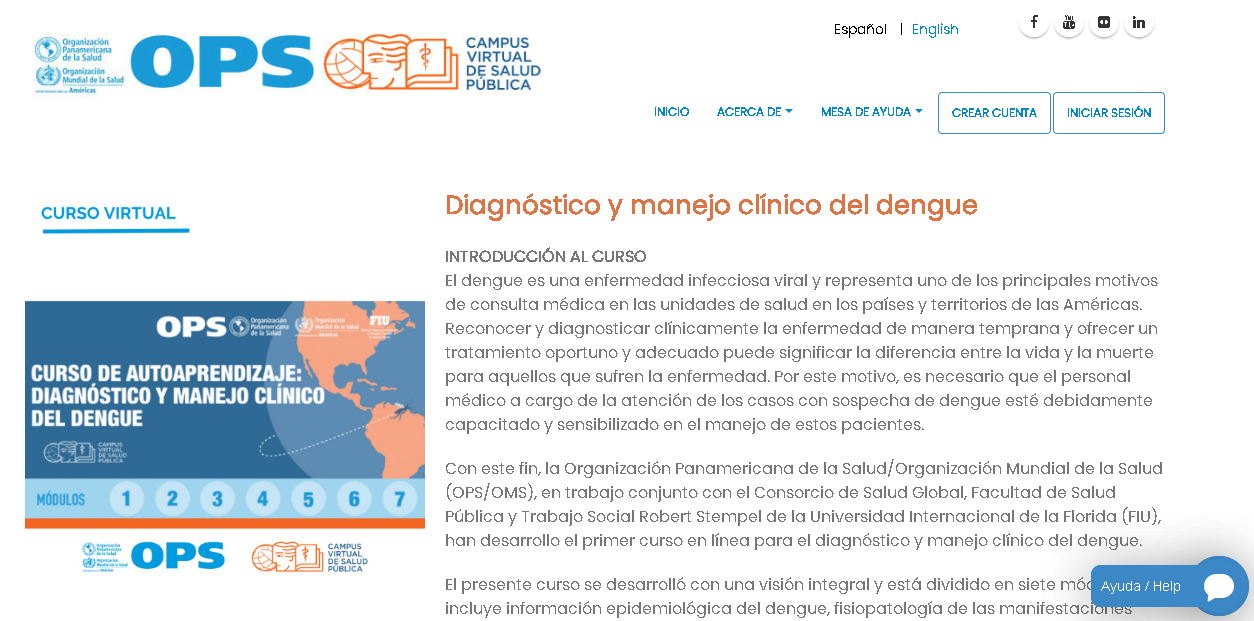 Español | English
Organización
Panamericana
de la Salud
Organización
Mundial de la Salud
Américas
OPS
CAMPUS
VIRTUAL
DE SALUD
PÚBLICA
INICIO ACERCA DE MESA DE AYUDA CREAR CUENTA INICIAR SESIÓN
CURSO VIRTUAL
OPS Organización
Panamericana
de la Salud
Organización
Mundial de la Salud
FIU
CURSO DE AUTOAPRENDIZAJE:
DIAGNÓSTICO Y MANEJO CLÍNICO
DEL DENGUE
CAMPUS
VIRTUAL
DE SALUD
PÚBLICA
MÓDULOS 1 2 3 4 5 6 7
OPS
CAMPUS
VIRTUAL
DE SALUD
PÚBLICA
Diagnóstico y manejo clínico del dengue
INTRODUCCIÓN AL CURSO
El dengue es una enfermedad infecciosa viral y representa uno de los principales motivos
de consulta médica en las unidades de salud en los países y territorios de las Américas.
Reconocer y diagnosticar clínicamente la enfermedad de manera temprana y ofrecer un
tratamiento oportuno y adecuado puede significar la diferencia entre la vida y la muerte
para aquellos que sufren la enfermedad. Por este motivo, es necesario que el personal
médico a cargo de la atención de los casos con sospecha de dengue esté debidamente
capacitado y sensibilizado en el manejo de estos pacientes.
Con este fin, la Organización Panamericana de la Salud/Organización Mundial de la Salud
(OPS/OMS), en trabajo conjunto con el Consorcio de Salud Global, Facultad de Salud
Pública y Trabajo Social Robert Stempel de la Universidad Internacional de la Florida (FIU),
han desarrollo el primer curso en línea para el diagnóstico y manejo clínico del dengue.
El presente curso se desarrolló con una visión integral y está dividido en siete mód
incluye información epidemiológica del dengue, fisiopatología de las manifestaciones
Ayuda / Help